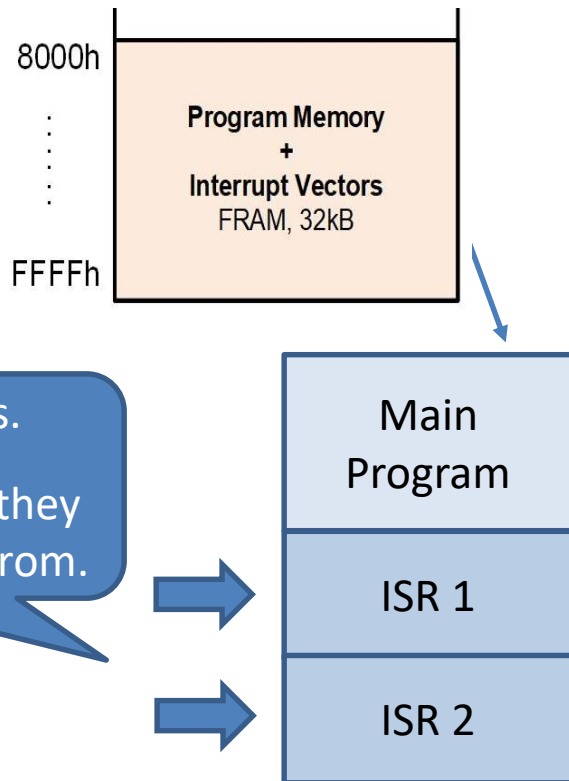 8000h
Program Memory
+
Interrupt Vectors
FRAM, 32kB
FFFFh
s.
they
rom.
Main
Program
ISR 1
ISR 2